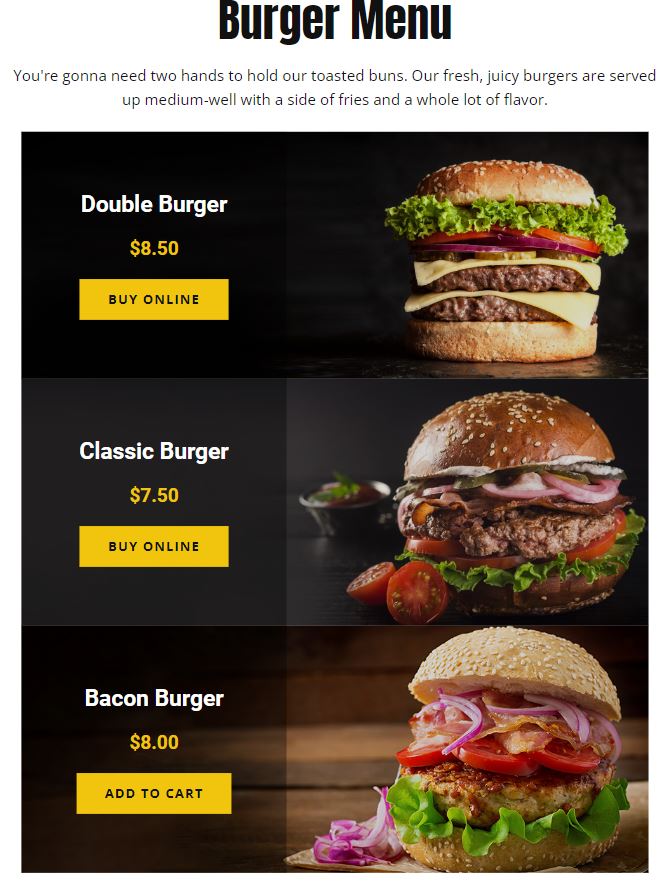 Burger Menu
You're gonna need two hands to hold our toasted buns. Our fresh, juicy burgers are served
up medium-well with a side of fries and a whole lot of flavor.
Double Burger
$8.50
BUY ONLINE
Classic Burger
$7.50
BUY ONLINE
Bacon Burger
$8.00
ADD TO CART